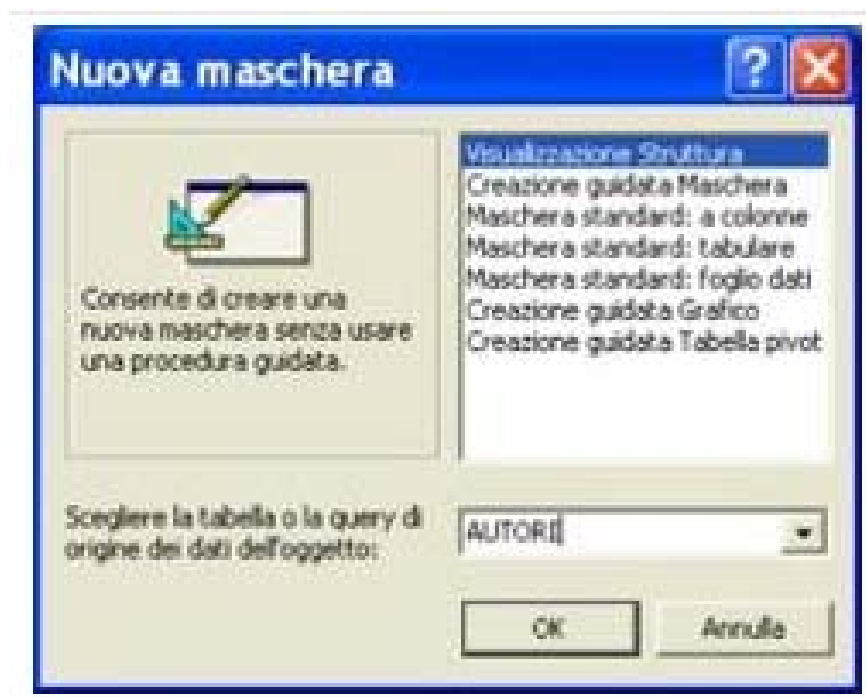 Nuova maschera
Visualizzazione Struttura
Creazione guidata Maschera
Maschera standard: a colonne
Maschera standard: tabulare
Maschera standard: foglio dati
Creazione guidata Grafico
Creazione guidata Tabella pivot
Consente di creare una
nuova maschera senza usare
una procedura guidata.
Scegliere la tabella o la query di
origine dei dati dell'oggetto:
AUTORI
OK
Annulla